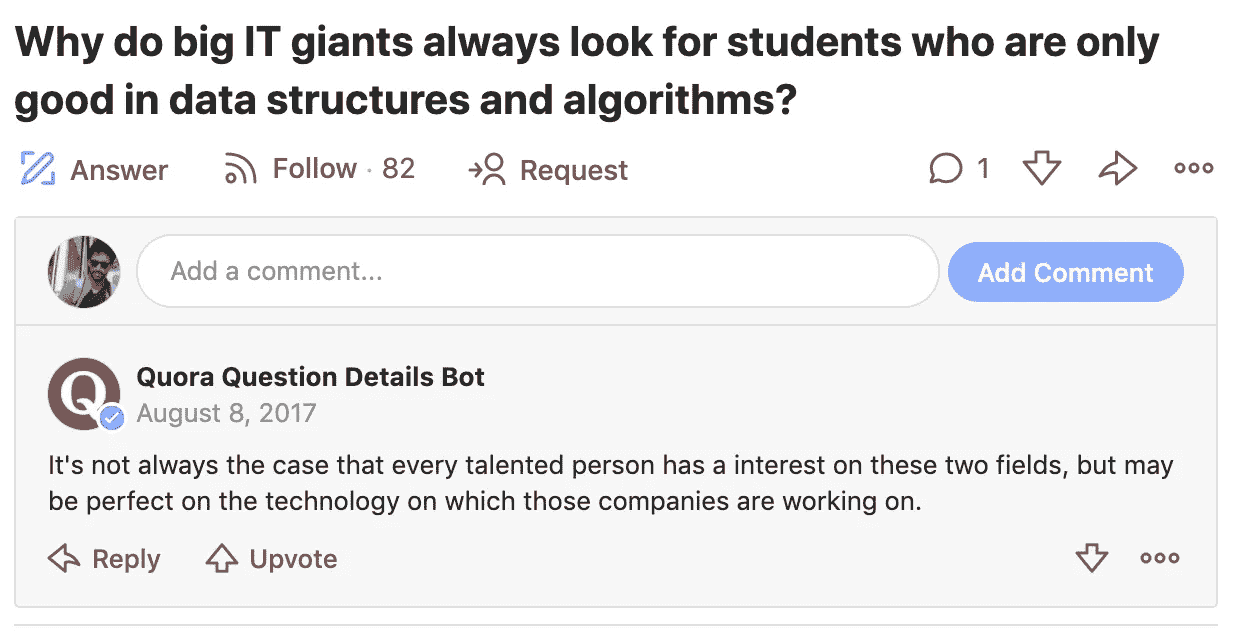 Why do big IT giants always look for students who are only
good in data structures and algorithms?
Answer Follow · 82 Request 1
Add a comment... Add Comment
Quora Question Details Bot
August 8, 2017
It's not always the case that every talented person has a interest on these two fields, but may
be perfect on the technology on which those companies are working on.
Reply Upvote